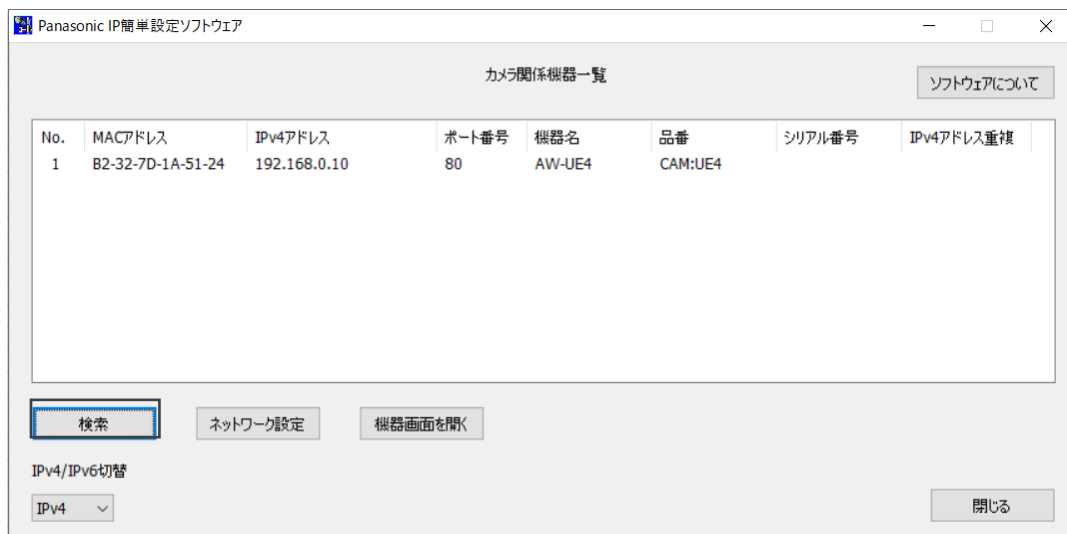 Panasonic IP簡単設定ソフトウェア
カメラ関係機器一覧
ソフトウェアについて
No. MACアドレス IPv4アドレス ポート番号 機器名 品番 シリアル番号 IPv4アドレス重複
1 B2-32-7D-1A-51-24 192.168.0.10 80 AW-UE4 CAM:UE4
検索 ネットワーク設定 機器画面を開く
IPv4/IPv6切替
IPv4
閉じる